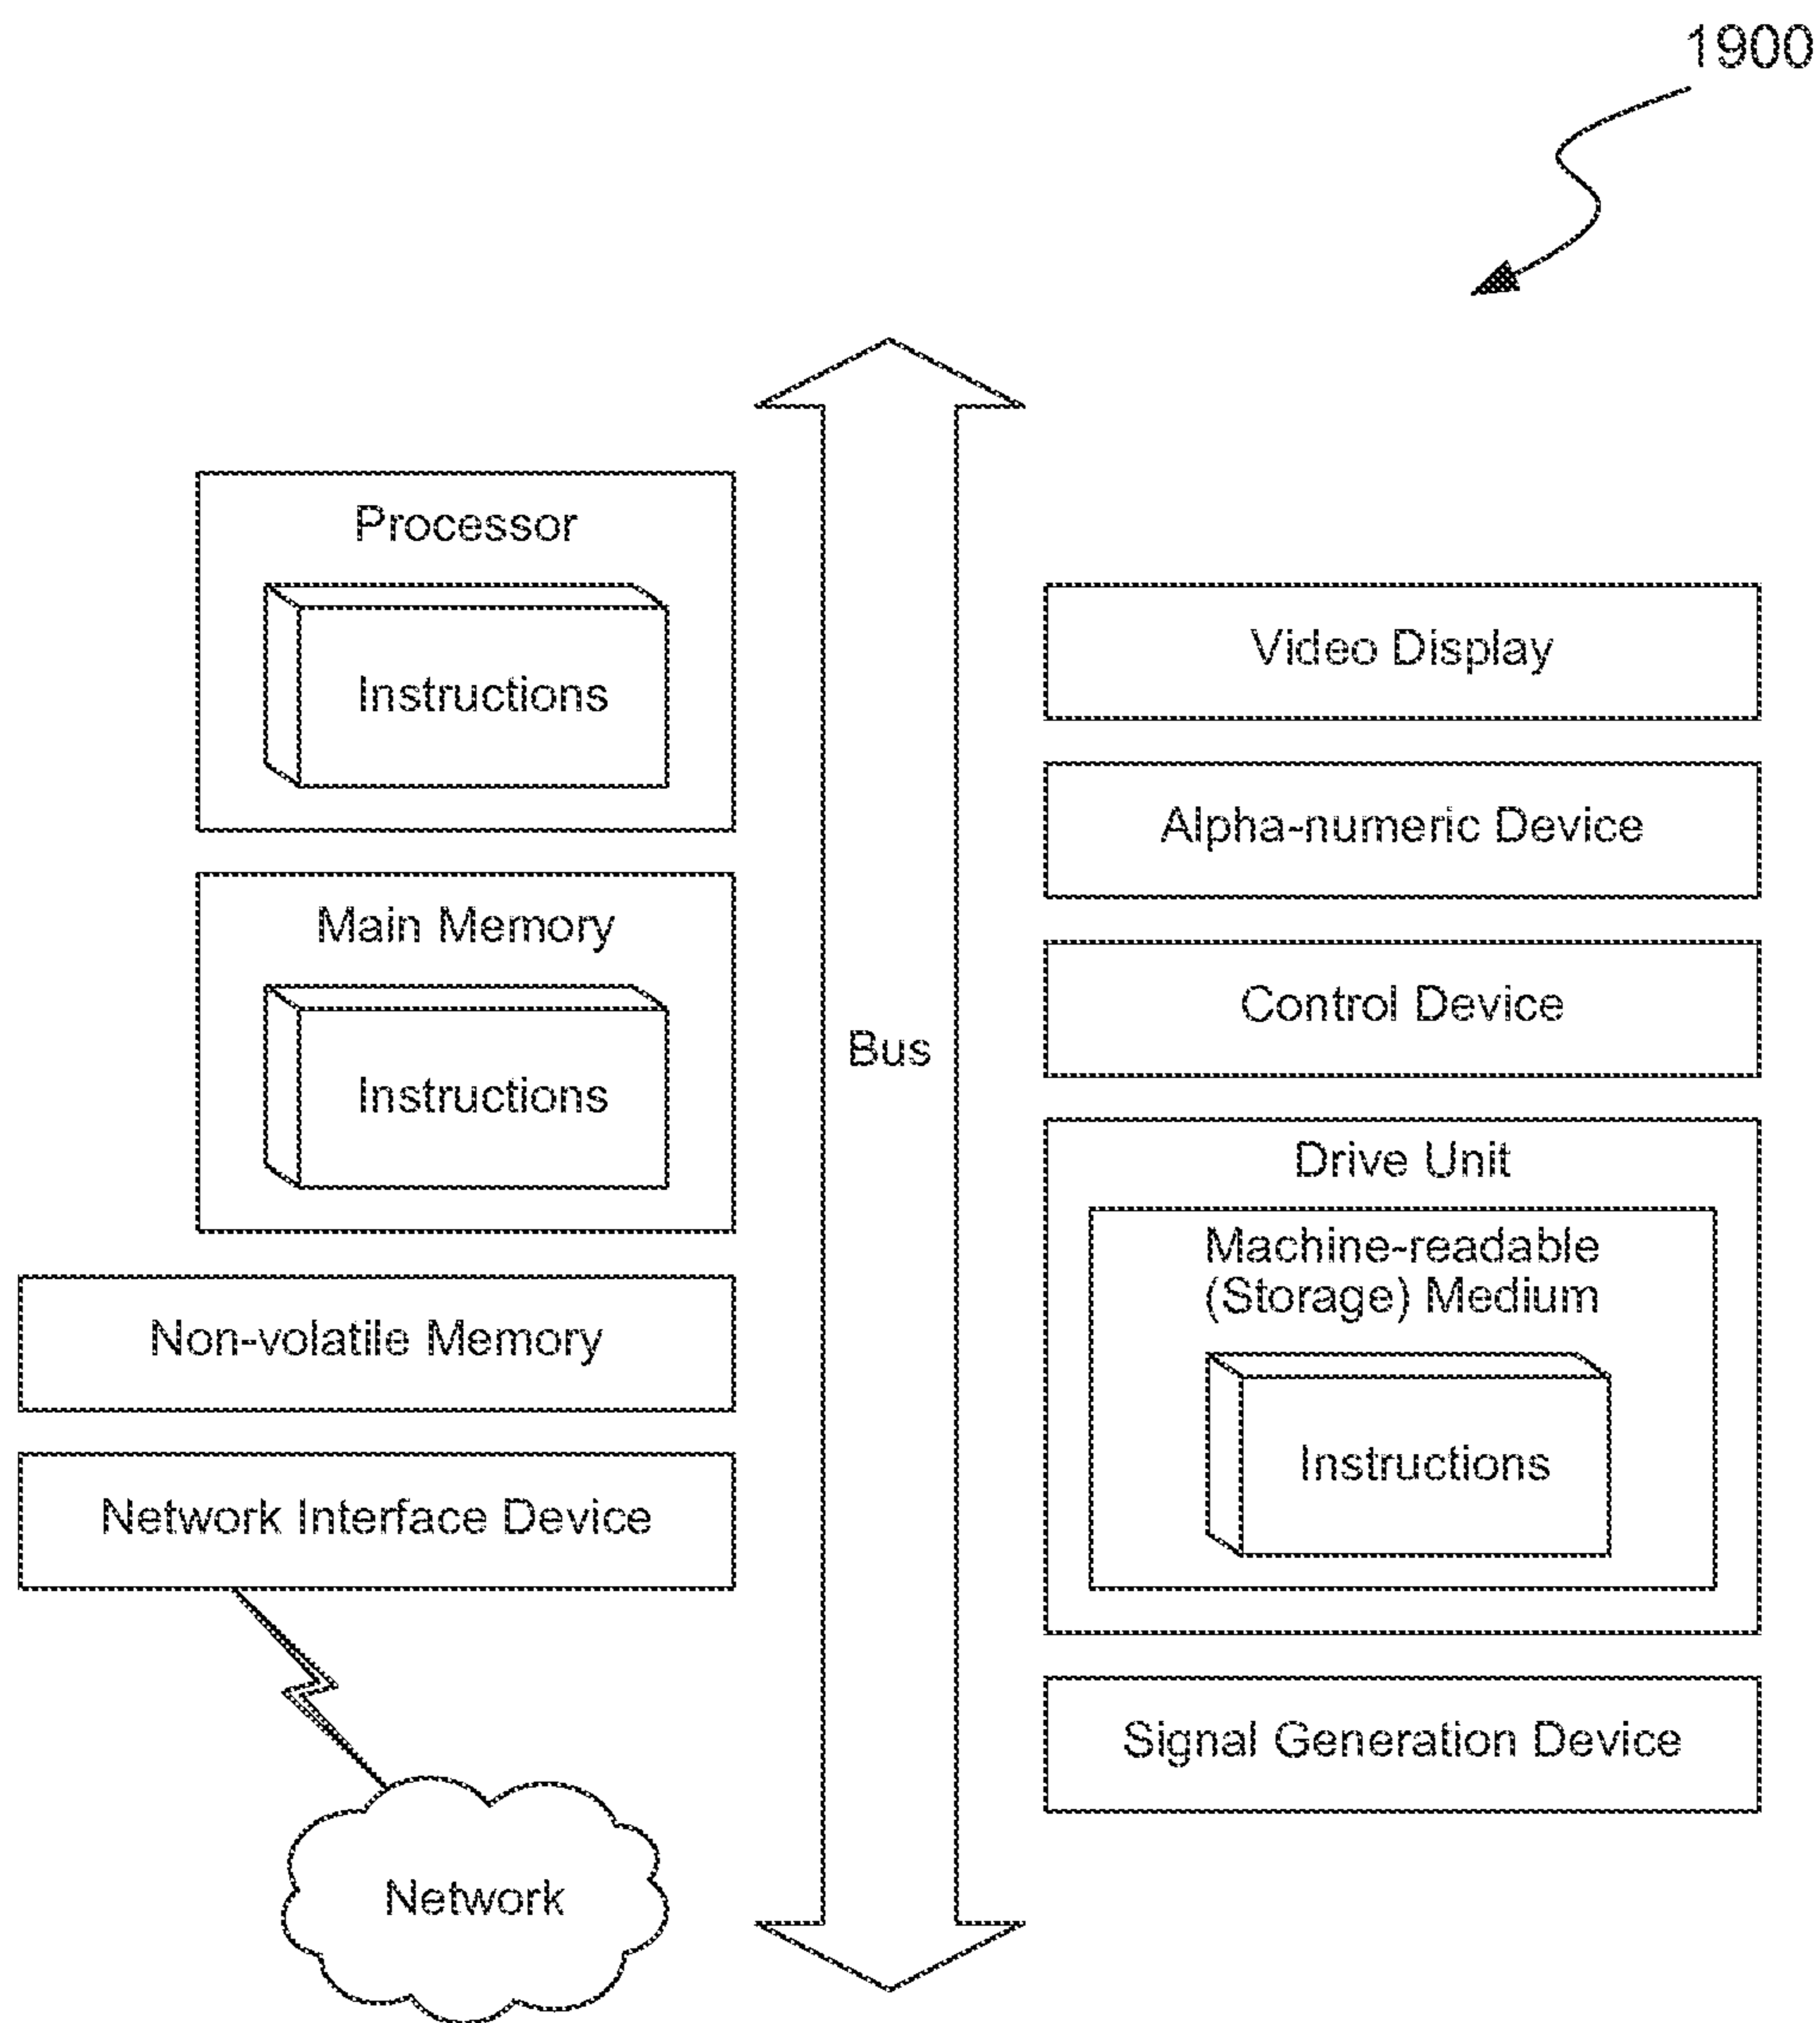 1900
Processor
Instructions
Main Memory
Instructions
Non-volatile Memory
Network Interface Device
Network
Bus
Video Display
Alpha-numeric Device
Control Device
Drive Unit
Machine-readable
(Storage) Medium
Instructions
Signal Generation Device